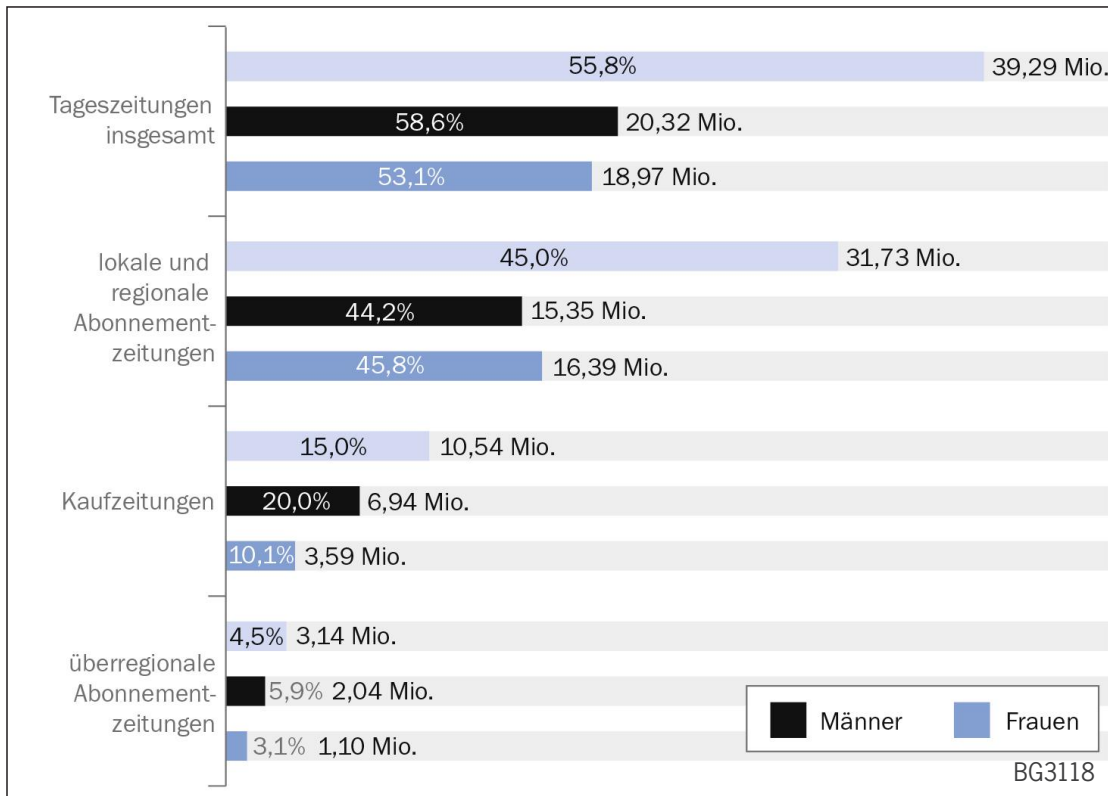 55,8%
39,29 Mio.
Tageszeitungen
insgesamt
58,6%
20,32 Mio.
53,1%
18,97 Mio.
lokale und
regionale
Abonnement-
zeitungen
45,0%
31,73 Mio.
44,2%
15,35 Mio.
45,8%
16,39 Mio.
Kaufzeitungen
15,0%
10,54 Mio.
20,0%
6,94 Mio.
10,1%
3,59 Mio.
überregionale
Abonnement-
zeitungen
4,5%
3,14 Mio.
5,9%
2,04 Mio.
3,1%
1,10 Mio.
Männer
Frauen
BG3118